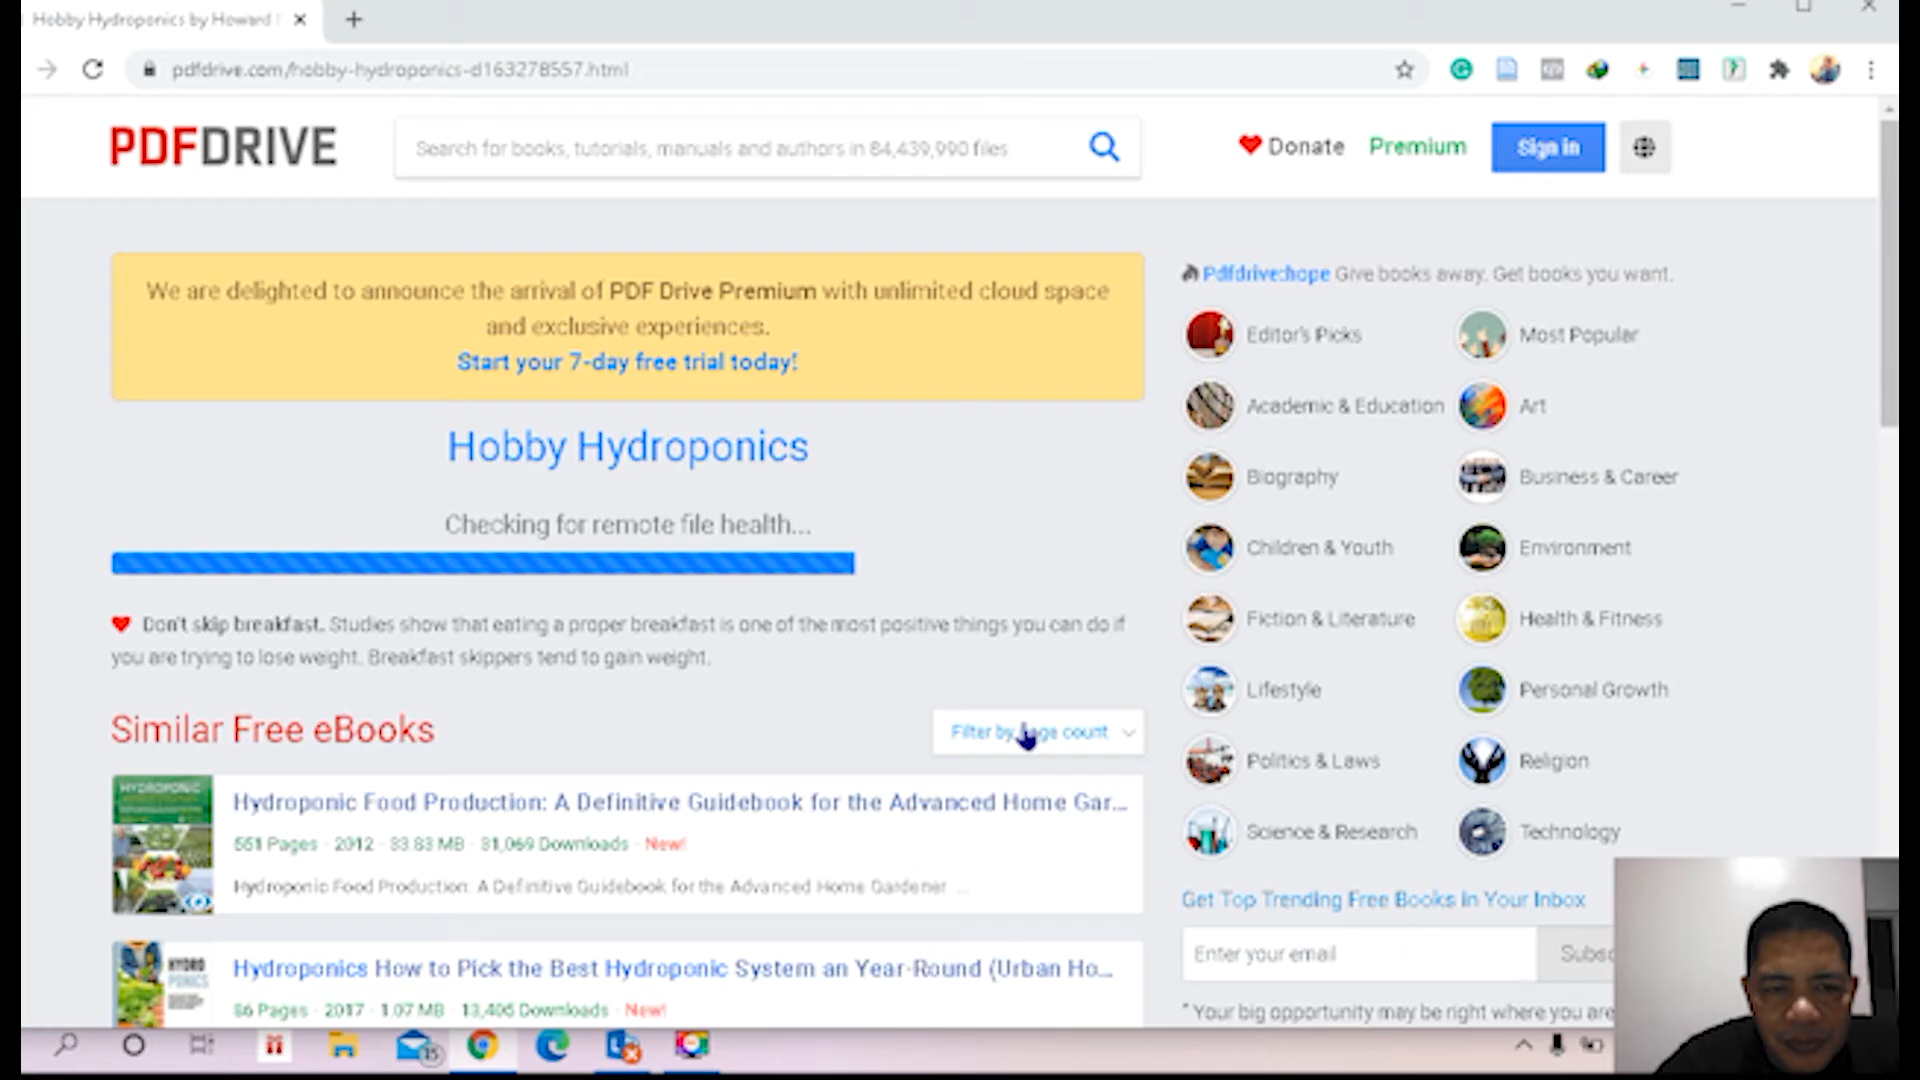 Hobby Hydroponics by Howard
pdfdrive.com/hobby-hydroponics-d163278557.html
PDFDRIVE
Search for books, tutorials, manuals and authors in 84,439,990 files
Donate
Premium
Sign in
We are delighted to announce the arrival of PDF Drive Premium with unlimited cloud space
and exclusive experiences.
Start your 7-day free trial today!
Hobby Hydroponics
Checking for remote file health...
Don't skip breakfast. Studies show that eating a proper breakfast is one of the most positive things you can do if
you are trying to lose weight. Breakfast skippers tend to gain weight.
Similar Free eBooks
Filter by page count
HYDROPONIC
Hydroponic Food Production: A Definitive Guidebook for the Advanced Home Gar...
551 Pages · 2012 · 33.83 MB · 31,069 Downloads · New!
Hydroponic Food Production: A Definitive Guidebook for the Advanced Home Gardener ...
HYDRO
PONICS
Hydroponics How to Pick the Best Hydroponic System an Year-Round (Urban Ho...
86 Pages · 2017 · 1.07 MB · 13,405 Downloads · New!
Pdfdrive:hope Give books away. Get books you want.
Editor's Picks
Most Popular
Academic & Education
Art
Biography
Business & Career
Children & Youth
Environment
Fiction & Literature
Health & Fitness
Lifestyle
Personal Growth
Politics & Laws
Religion
Science & Research
Technology
Get Top Trending Free Books in Your Inbox
Enter your email
Subsc
* Your big opportunity may be right where you are
15